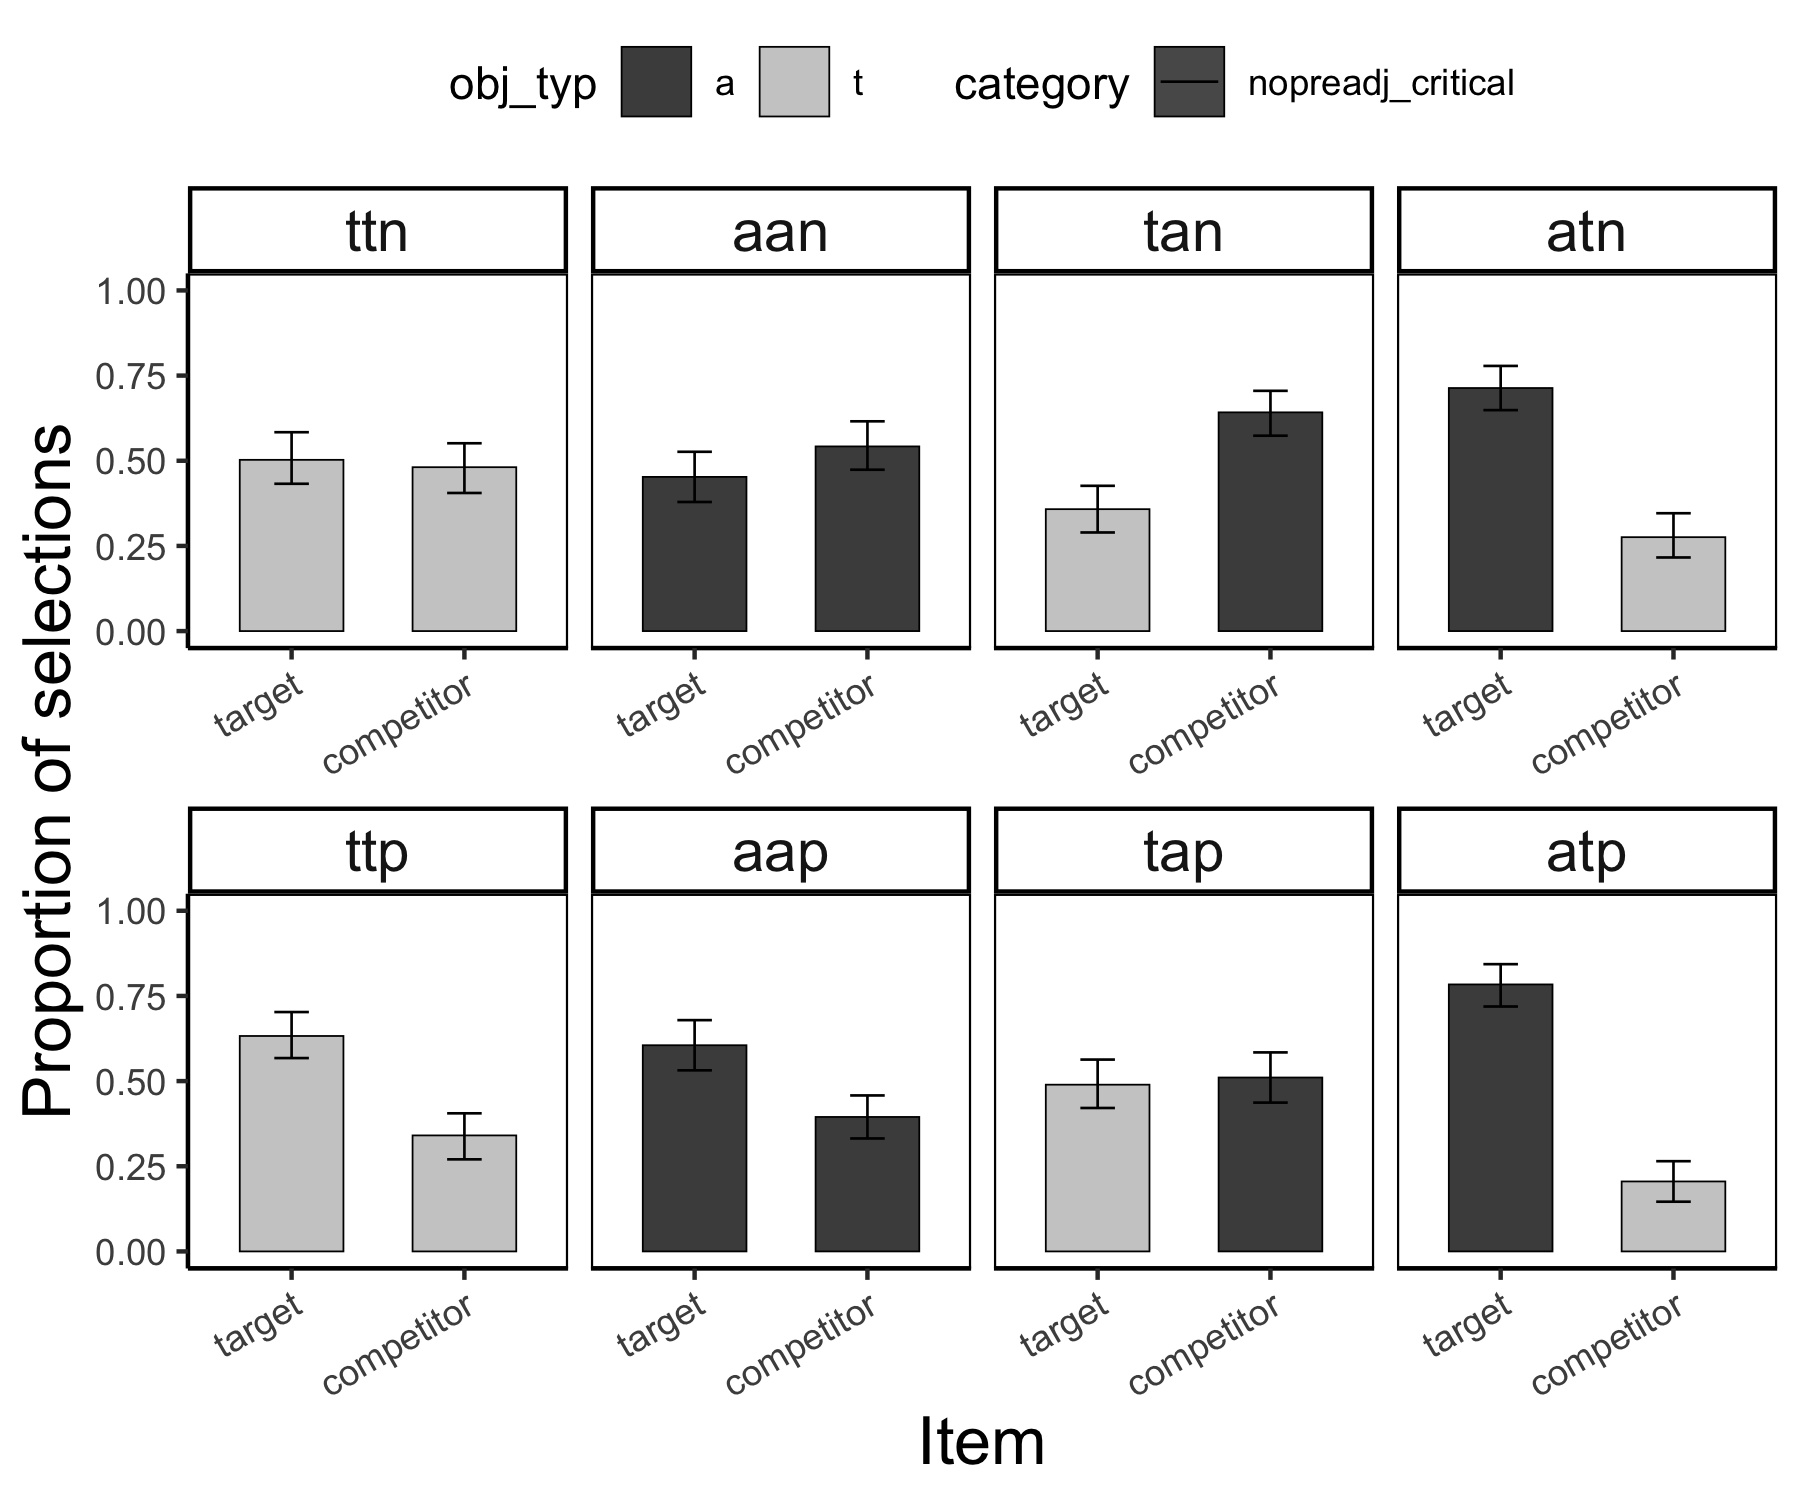 obj_typ a t category nopreadj_critical
ttn aan tan atn
1.00
0.75
0.50
0.25
0.00
target competitor target competitor target competitor target competitor
ttp aap tap atp
1.00
0.75
0.50
0.25
0.00
target competitor target competitor target competitor target competitor
Proportion of selections
Item